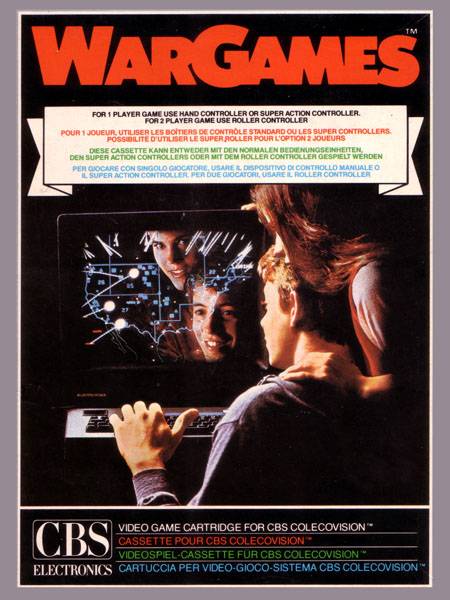 WARGAMES™
FOR 1 PLAYER GAME USE HAND CONTROLLER OR SUPER ACTION CONTROLLER.
FOR 2 PLAYER GAME USE ROLLER CONTROLLER
POUR 1 JOUEUR, UTILISER LES BOÎTIERS DE CONTRÔLE STANDARD OU LES SUPER CONTROLLERS.
POSSIBILITÉ D'UTILISER LE SUPER ROLLER POUR L'OPTION 2 JOUEURS
DIESE CASSETTE KANN ENTWEDER MIT DEN NORMALEN BEDIENUNGSEINHEITEN,
DEN SUPER ACTION CONTROLLERS ODER MIT DEM ROLLER CONTROLLER GESPIELT WERDEN
PER GIOCARE CON SINGOLO GIOCATORE, USARE IL DISPOSITIVO DI CONTROLLO MANUALE O
IL SUPER ACTION CONTROLLER. PER DUE GIOCATORI, USARE IL ROLLER CONTROLLER
CBS
ELECTRONICS
VIDEO GAME CARTRIDGE FOR CBS COLECOVISION™
CASSETTE POUR CBS COLECOVISION™
VIDEOSPIEL-CASSETTE FÜR CBS COLECOVISION™
CARTUCCIA PER VIDEO-GIOCO-SISTEMA CBS COLECOVISION™